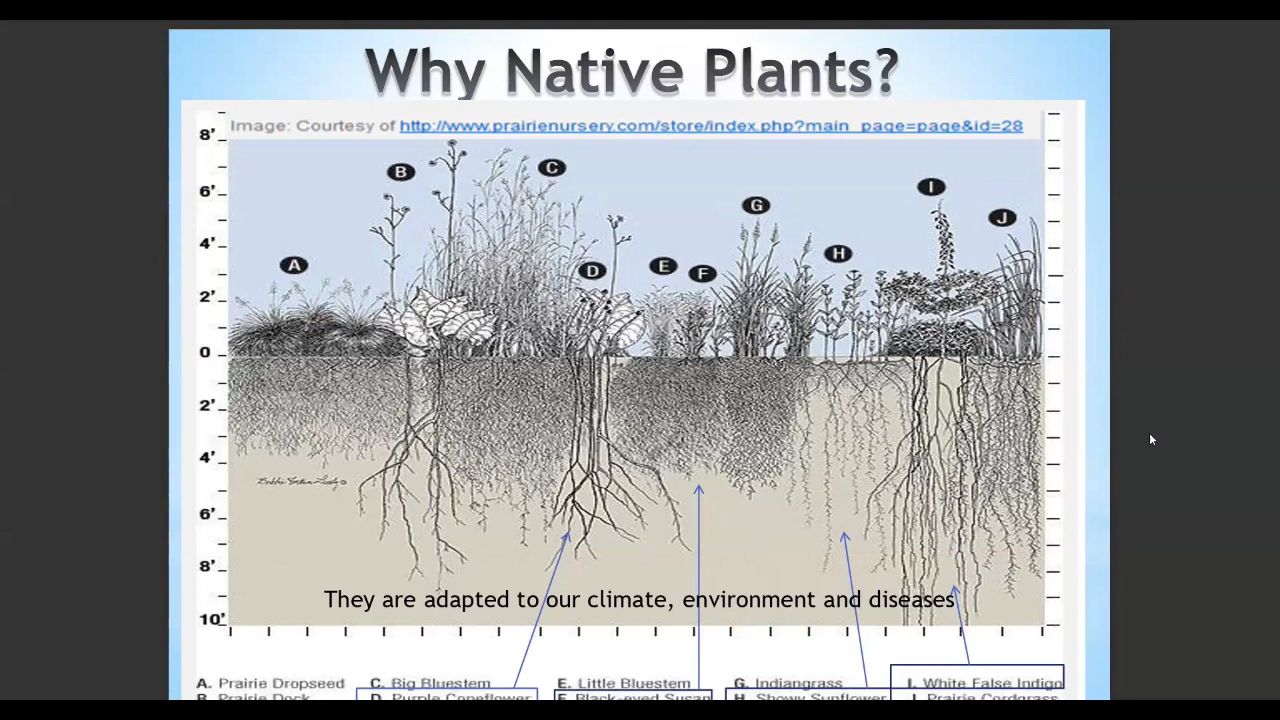 Why Native Plants?
Image: Courtesy of http://www.prairienursery.com/store/index.php?main_page=page&id=28
8'
6'
4'
2'
0
2'
4'
6'
8'
10'
A
B
C
D
E
F
G
H
I
J
They are adapted to our climate, environment and diseases
A. Prairie Dropseed C. Big Bluestem E. Little Bluestem G. Indiangrass I. White False Indigo
B. Prairie Dock D. Purple Coneflower F. Black-eyed Susan H. Showy Sunflower J. Prairie Cordgrass